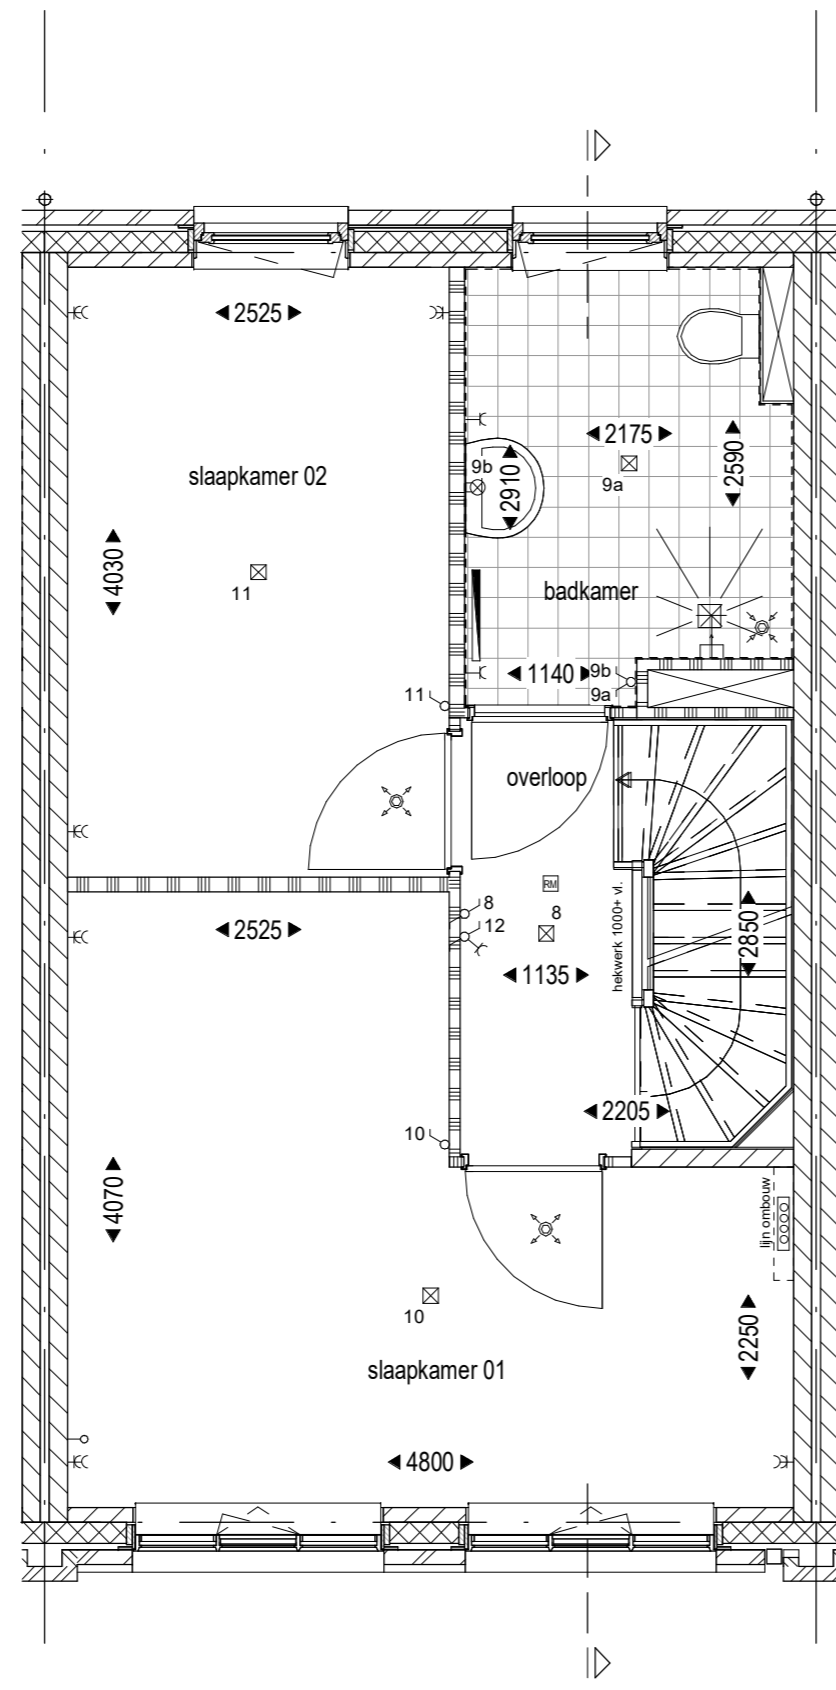 2525
2175
2590
slaapkamer 02
9b
2910
9a
4030
11
badkamer
1140
9b
9a
11
overloop
RM
8
12
8
hekwerk 1000+ vl.
2850
2525
1135
2205
10
4070
lijn ombouw
10
2250
slaapkamer 01
4800